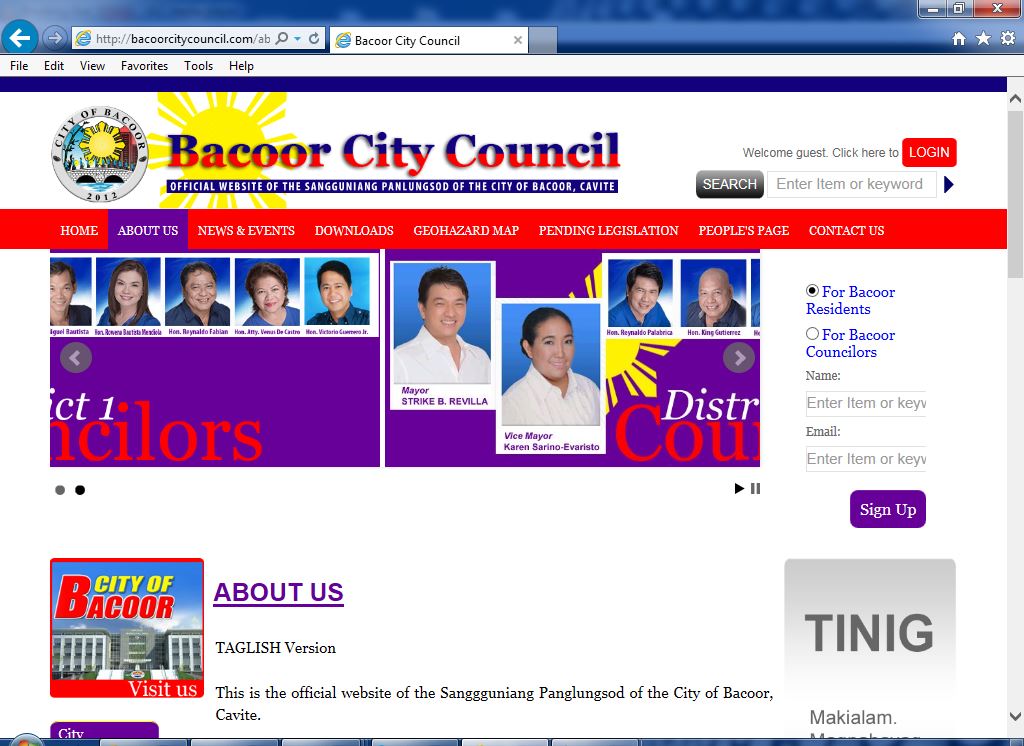 http://bacoorcitycouncil.com/ab
Bacoor City Council
File Edit View Favorites Tools Help
CITY OF BACOOR
2012
Bacoor City Council
OFFICIAL WEBSITE OF THE SANGGUNIANG PANLUNGSOD OF THE CITY OF BACOOR, CAVITE
Welcome guest. Click here to LOGIN
SEARCH Enter Item or keyword
HOME ABOUT US NEWS & EVENTS DOWNLOADS GEOHAZARD MAP PENDING LEGISLATION PEOPLE'S PAGE CONTACT US
guel Bautista Hon. Rowena Bautista Mendiola Hon. Reynaldo Fabian Hon. Atty. Venus De Castro Hon. Victorio Guerrero Jr.
ict 1
ncilors
Mayor
STRIKE B. REVILLA
Vice Mayor
Karen Sarino-Evaristo
Hon. Reynaldo Palabrica Hon. King Gutierrez He
Distr
Cou
For Bacoor
Residents
For Bacoor
Councilors
Name:
Enter Item or keyw
Email:
Enter Item or keyw
Sign Up
CITY OF
BACOOR
Visit us
City
ABOUT US
TAGLISH Version
This is the official website of the Sanggguniang Panglungsod of the City of Bacoor,
Cavite.
TINIG
Makialam.